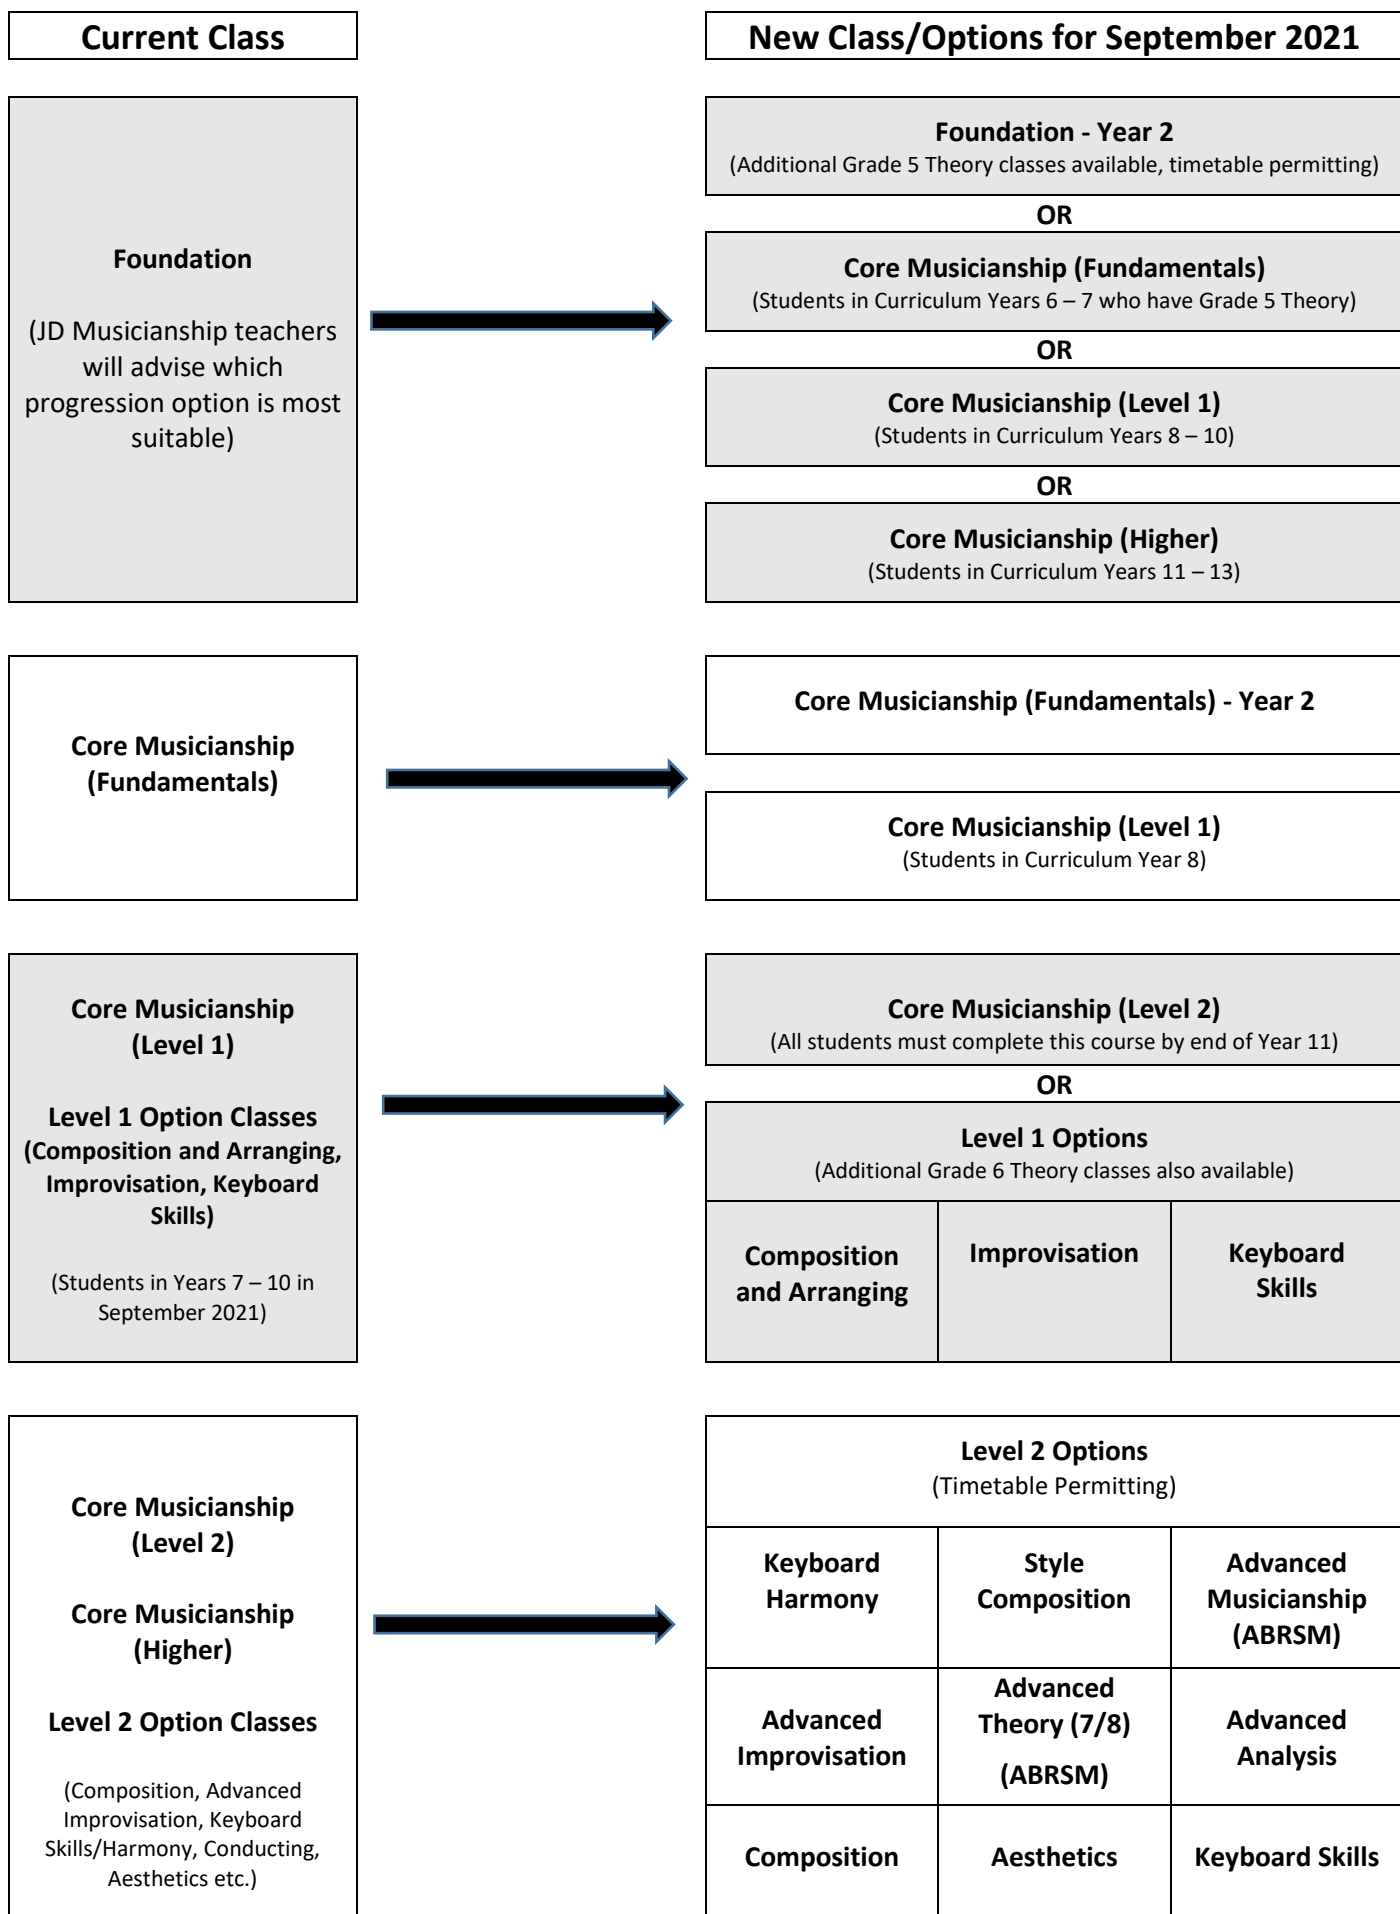 Current Class
New Class/Options for September 2021
Foundation
(JD Musicianship teachers
will advise which
progression option is most
suitable)
Foundation - Year 2
(Additional Grade 5 Theory classes available, timetable permitting)
OR
Core Musicianship (Fundamentals)
(Students in Curriculum Years 6 – 7 who have Grade 5 Theory)
OR
Core Musicianship (Level 1)
(Students in Curriculum Years 8 – 10)
OR
Core Musicianship (Higher)
(Students in Curriculum Years 11 – 13)
Core Musicianship
(Fundamentals)
Core Musicianship (Fundamentals) - Year 2
Core Musicianship (Level 1)
(Students in Curriculum Year 8)
Core Musicianship
(Level 1)
Level 1 Option Classes
(Composition and Arranging,
Improvisation, Keyboard
Skills)
(Students in Years 7 – 10 in
September 2021)
Core Musicianship (Level 2)
(All students must complete this course by end of Year 11)
OR
Level 1 Options
(Additional Grade 6 Theory classes also available)
Composition
and Arranging
Improvisation
Keyboard
Skills
Core Musicianship
(Level 2)
Core Musicianship
(Higher)
Level 2 Option Classes
(Composition, Advanced
Improvisation, Keyboard
Skills/Harmony, Conducting,
Aesthetics etc.)
Level 2 Options
(Timetable Permitting)
Keyboard
Harmony
Style
Composition
Advanced
Musicianship
(ABRSM)
Advanced
Improvisation
Advanced
Theory (7/8)
(ABRSM)
Advanced
Analysis
Composition
Aesthetics
Keyboard Skills